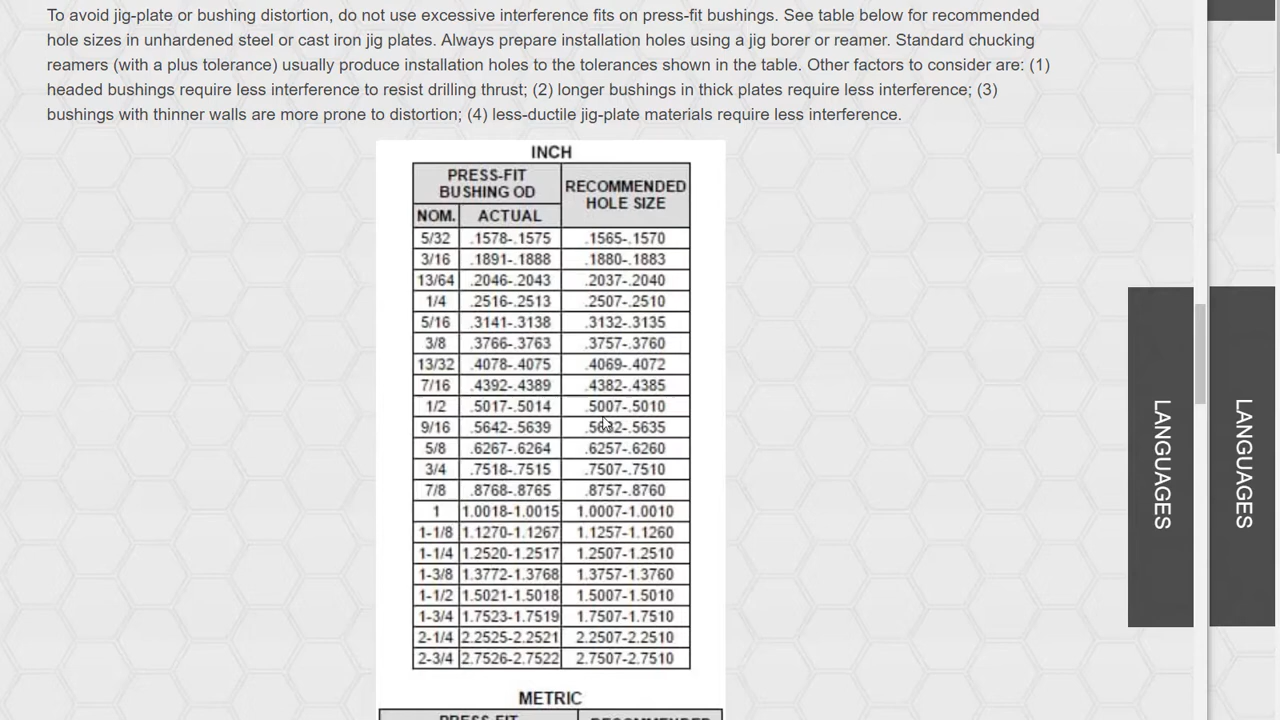 To avoid jig-plate or bushing distortion, do not use excessive interference fits on press-fit bushings. See table below for recommended
hole sizes in unhardened steel or cast iron jig plates. Always prepare installation holes using a jig borer or reamer. Standard chucking
reamers (with a plus tolerance) usually produce installation holes to the tolerances shown in the table. Other factors to consider are: (1)
headed bushings require less interference to resist drilling thrust; (2) longer bushings in thick plates require less interference; (3)
bushings with thinner walls are more prone to distortion; (4) less-ductile jig-plate materials require less interference.
INCH
PRESS-FIT
BUSHING OD
RECOMMENDED
HOLE SIZE
NOM. ACTUAL
5/32 .1578-.1575 .1565-.1570
3/16 .1891-.1888 .1880-.1883
13/64 .2046-.2043 .2037-.2040
1/4 .2516-.2513 .2507-.2510
5/16 .3141-.3138 .3132-.3135
3/8 .3766-.3763 .3757-.3760
13/32 .4078-.4075 .4069-.4072
7/16 .4392-.4389 .4382-.4385
1/2 .5017-.5014 .5007-.5010
9/16 .5642-.5639 .5632-.5635
5/8 .6267-.6264 .6257-.6260
3/4 .7518-.7515 .7507-.7510
7/8 .8768-.8765 .8757-.8760
1 1.0018-1.0015 1.0007-1.0010
1-1/8 1.1270-1.1267 1.1257-1.1260
1-1/4 1.2520-1.2517 1.2507-1.2510
1-3/8 1.3772-1.3768 1.3757-1.3760
1-1/2 1.5021-1.5018 1.5007-1.5010
1-3/4 1.7523-1.7519 1.7507-1.7510
2-1/4 2.2525-2.2521 2.2507-2.2510
2-3/4 2.7526-2.7522 2.7507-2.7510
METRIC
PRESS-FIT RECOMMENDED
LANGUAGES
LANGUAGES